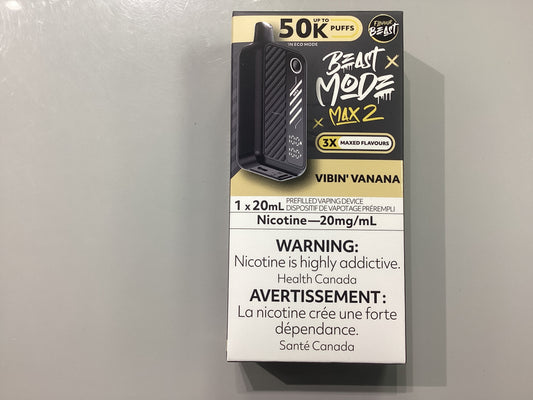 UP TO
50K PUFFS
IN ECO MODE
FLAVOUR
BEAST
BEAST
MODE
MAX 2
3X MAXED FLAVOURS
VIBIN' VANANA
1 x 20mL PREFILLED VAPING DEVICE
DISPOSITIF DE VAPOTAGE PRÉREMPLI
Nicotine—20mg/mL
WARNING:
Nicotine is highly addictive.
Health Canada
AVERTISSEMENT :
La nicotine crée une forte
dépendance.
Santé Canada